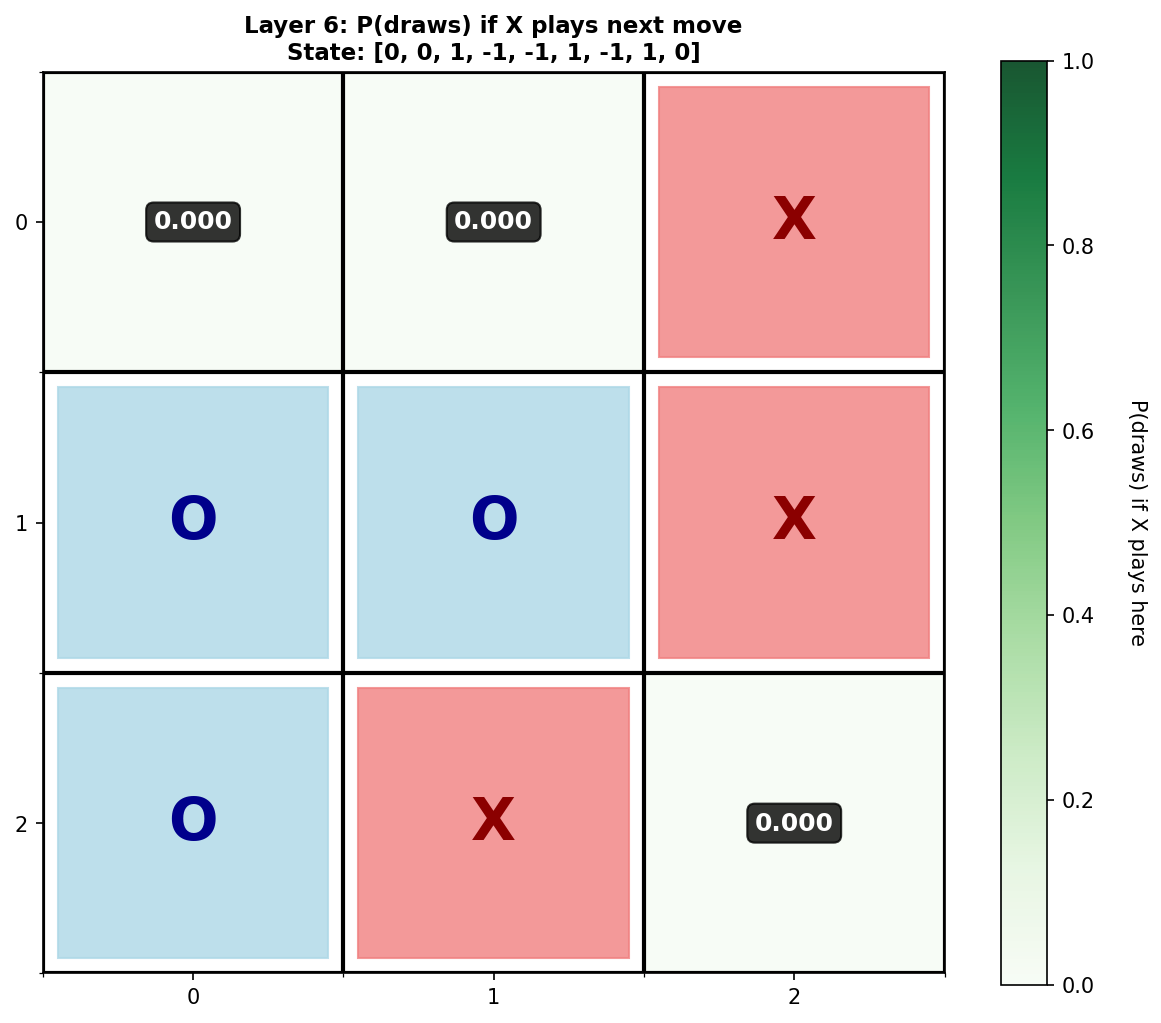 Layer 6: P(draws) if X plays next move
State: [0, 0, 1, -1, -1, 1, -1, 1, 0]
0
0.000
0.000
X
1
O
O
X
2
O
X
0.000
0
1
2
1.0
0.8
0.6
0.4
0.2
0.0
P(draws) if X plays here